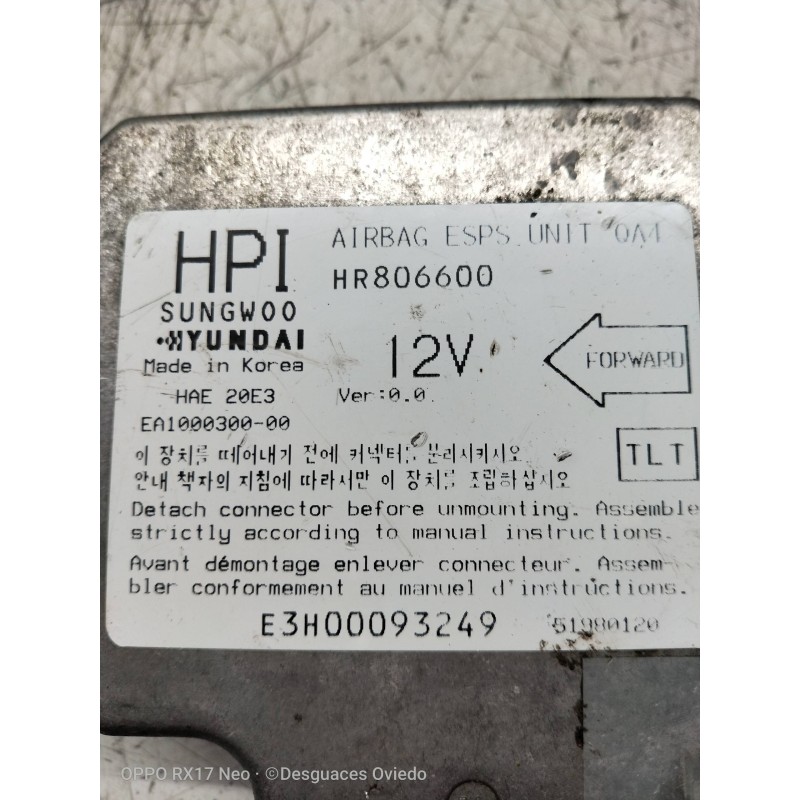 HPI
AIRBAG ESPS UNIT QA4
HR806600
SUNGWOO
HYUNDAI
12V.
FORWARD
Made in Korea
HAE 20E3
Ver:0.0
EA1000300-00
TLT
이 장치를 떼어내기 전에 커넥터를 분리시키시오
안내 책자의 지침에 따라서만 이 장치를 조립하십시오
Detach connector before unmounting. Assemble
strictly according to manual instructions.
Avant démontage enlever connecteur. Assem-
bler conformement au manuel d'instructions.
E3H00093249
51980120
OPPO RX17 Neo · ©Desguaces Oviedo